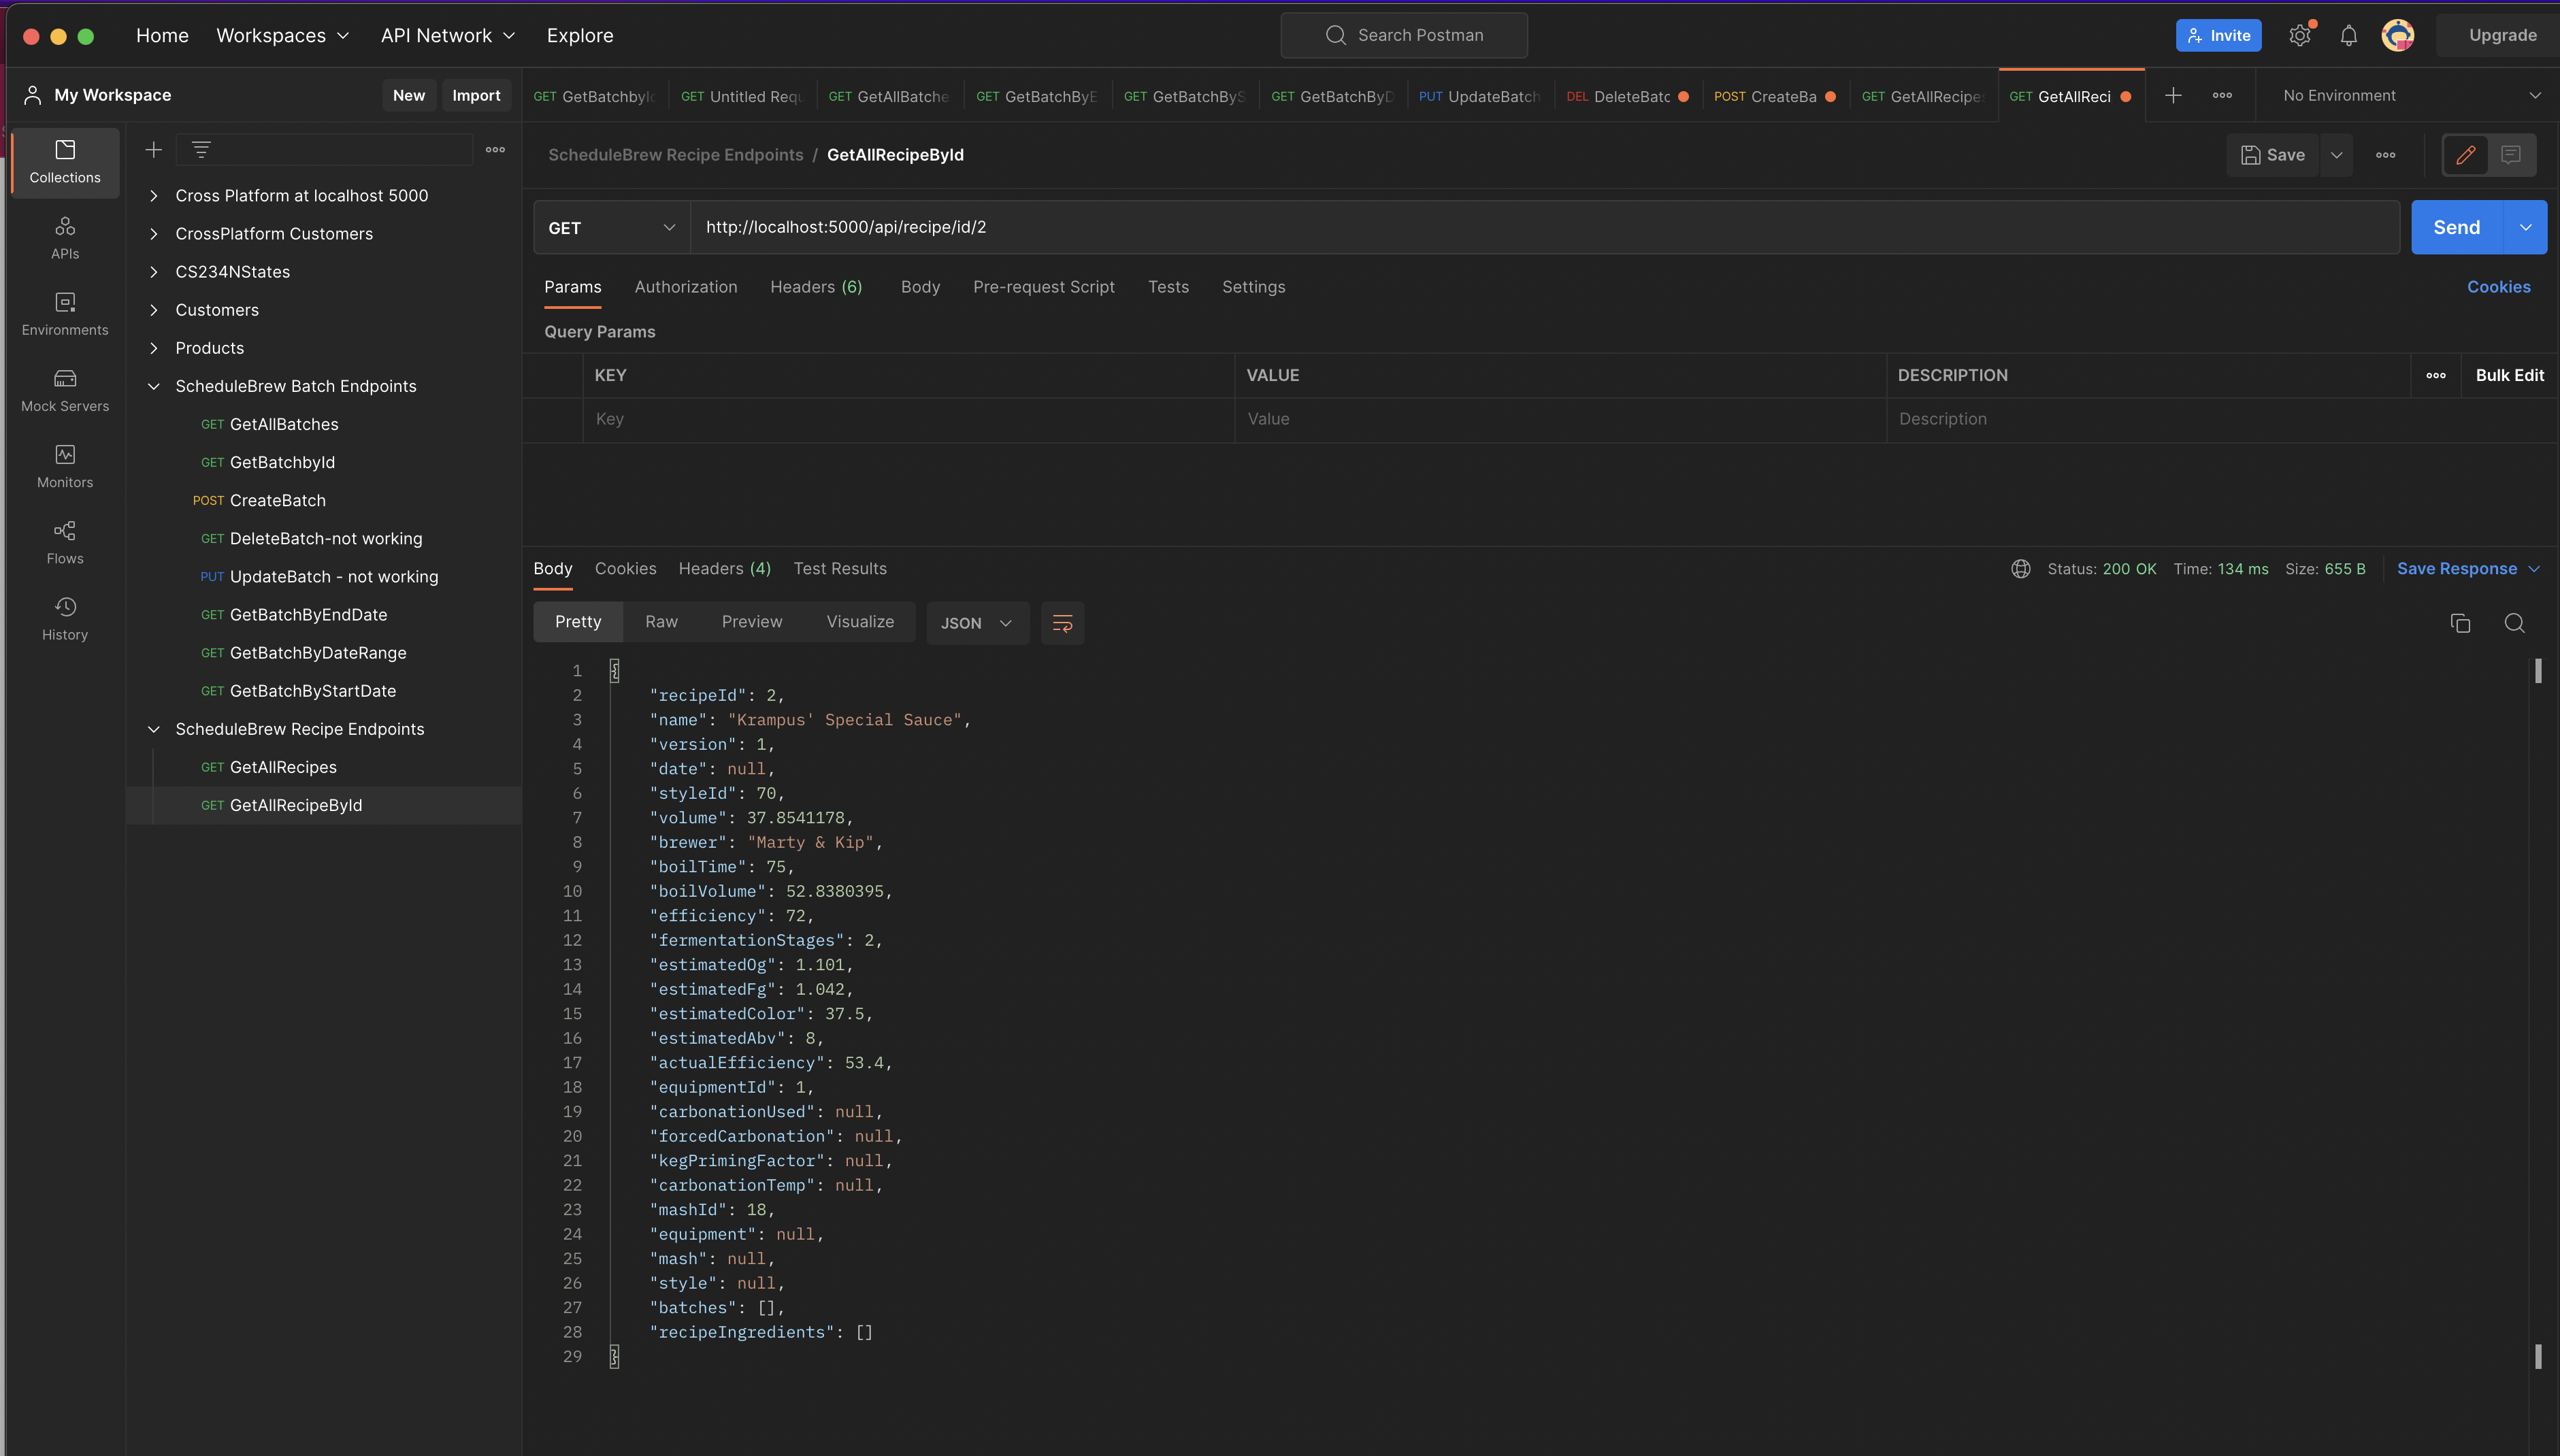 Home Workspaces API Network Explore Search Postman Invite Upgrade
My Workspace New Import
GET GetBatchbyId GET Untitled Requ GET GetAllBatche GET GetBatchByE GET GetBatchByS GET GetBatchByD PUT UpdateBatch DEL DeleteBatc POST CreateBa GET GetAllRecipes GET GetAllReci No Environment
Collections
APIs
Environments
Mock Servers
Monitors
Flows
History
Cross Platform at localhost 5000
CrossPlatform Customers
CS234NStates
Customers
Products
ScheduleBrew Batch Endpoints
GET GetAllBatches
GET GetBatchbyId
POST CreateBatch
GET DeleteBatch-not working
PUT UpdateBatch - not working
GET GetBatchByEndDate
GET GetBatchByDateRange
GET GetBatchByStartDate
ScheduleBrew Recipe Endpoints
GET GetAllRecipes
GET GetAllRecipeById
ScheduleBrew Recipe Endpoints / GetAllRecipeById Save
GET http://localhost:5000/api/recipe/id/2 Send
Params Authorization Headers (6) Body Pre-request Script Tests Settings Cookies
Query Params
KEY VALUE DESCRIPTION Bulk Edit
Key Value Description
Body Cookies Headers (4) Test Results Status: 200 OK Time: 134 ms Size: 655 B Save Response
Pretty Raw Preview Visualize JSON
1 {
2 "recipeId": 2,
3 "name": "Krampus' Special Sauce",
4 "version": 1,
5 "date": null,
6 "styleId": 70,
7 "volume": 37.8541178,
8 "brewer": "Marty & Kip",
9 "boilTime": 75,
10 "boilVolume": 52.8380395,
11 "efficiency": 72,
12 "fermentationStages": 2,
13 "estimatedOg": 1.101,
14 "estimatedFg": 1.042,
15 "estimatedColor": 37.5,
16 "estimatedAbv": 8,
17 "actualEfficiency": 53.4,
18 "equipmentId": 1,
19 "carbonationUsed": null,
20 "forcedCarbonation": null,
21 "kegPrimingFactor": null,
22 "carbonationTemp": null,
23 "mashId": 18,
24 "equipment": null,
25 "mash": null,
26 "style": null,
27 "batches": [],
28 "recipeIngredients": []
29 }